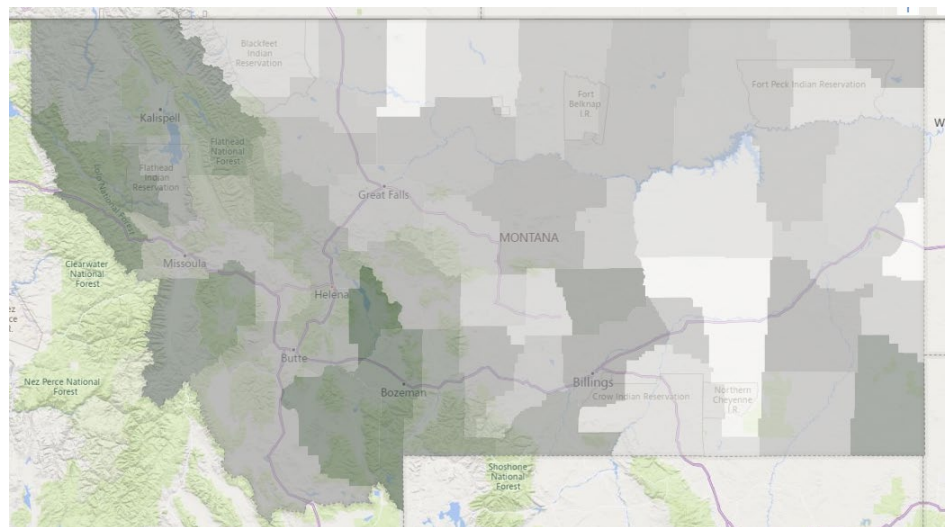 Blackfeet
Indian
Reservation
Fort Peck Indian Reservation
Fort
Belknap
I.R.
Kalispell
W
Flathead
National
Forest
Flathead
Indian
Reservation
Great Falls
MONTANA
Missoula
Clearwater
National
Forest
Helena
Butte
Nez Perce National
Forest
Bozeman
Billings
Crow Indian Reservation
Northern
Cheyenne
I.R.
Shoshone
National
Forest